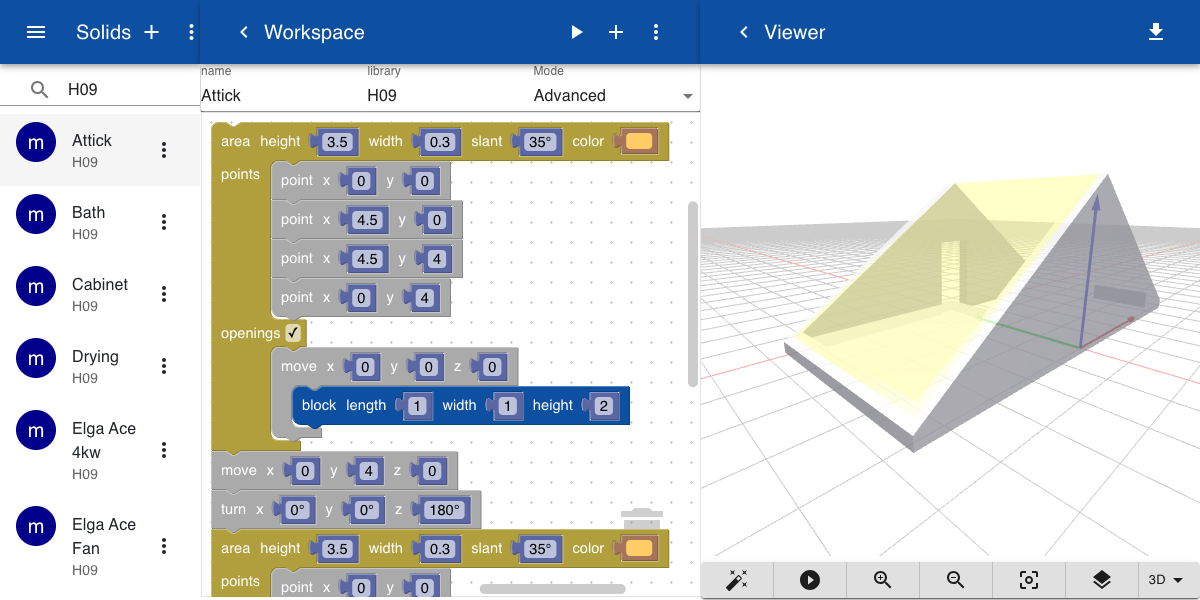 Solids
Workspace
Viewer
H09
name
library
Mode
Attick
H09
Advanced
m
Attick
H09
m
Bath
H09
m
Cabinet
H09
m
Drying
H09
m
Elga Ace
4kw
H09
m
Elga Ace
Fan
H09
area height 3.5 width 0.3 slant 35° color
points
point x 0 y 0
point x 4.5 y 0
point x 4.5 y 4
point x 0 y 4
openings
move x 0 y 0 z 0
block length 1 width 1 height 2
move x 0 y 4 z 0
turn x 0° y 0° z 180°
area height 3.5 width 0.3 slant 35° color
points
point x 0 y 0
3D